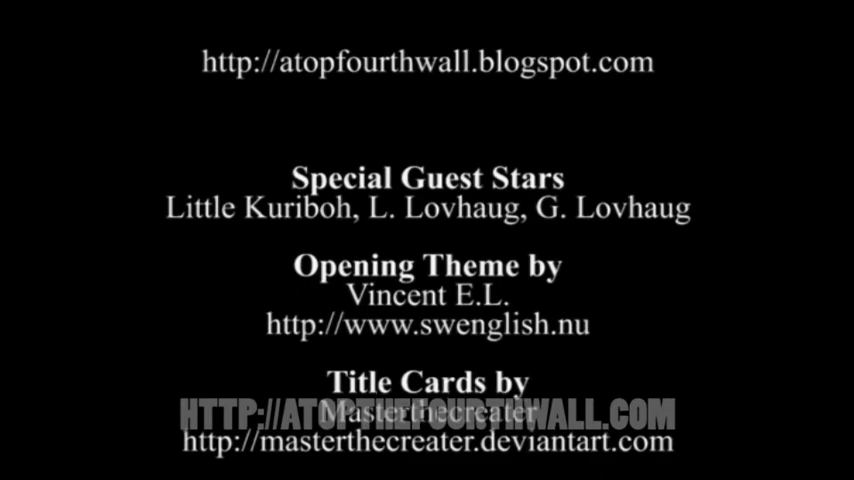 http://atopfourthwall.blogspot.com
Special Guest Stars
Little Kuriboh, L. Lovhaug, G. Lovhaug
Opening Theme by
Vincent E.L.
http://www.swenglish.nu
Title Cards by
Masterthecreater
HTTP://ATOPTHEFOURTHWALL.COM
http://masterthecreater.deviantart.com